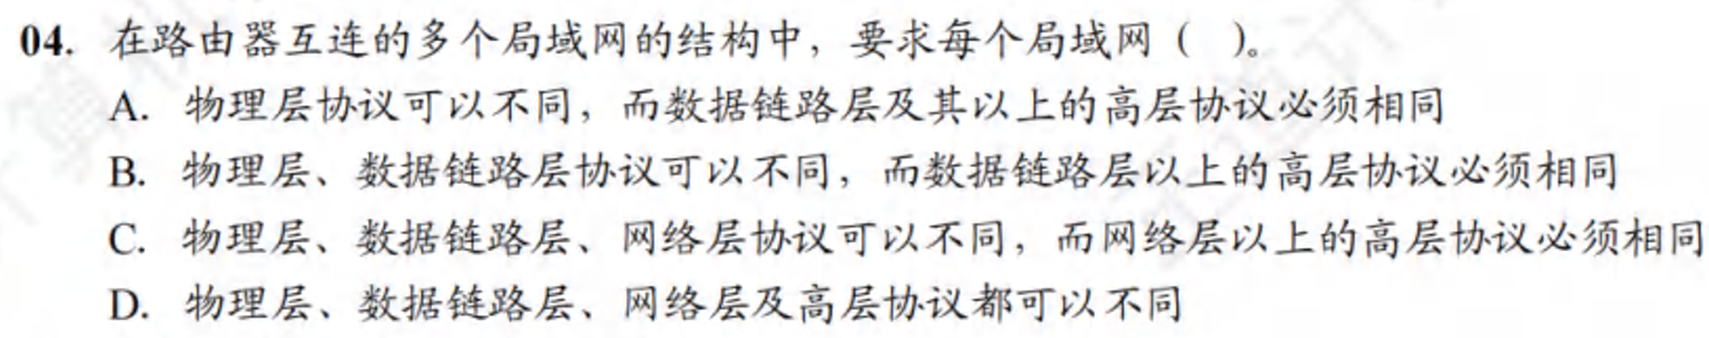 04. 在路由器互连的多个局域网的结构中，要求每个局域网（ ）。
A. 物理层协议可以不同，而数据链路层及其以上的高层协议必须相同
B. 物理层、数据链路层协议可以不同，而数据链路层以上的高层协议必须相同
C. 物理层、数据链路层、网络层协议可以不同，而网络层以上的高层协议必须相同
D. 物理层、数据链路层、网络层及高层协议都可以不同